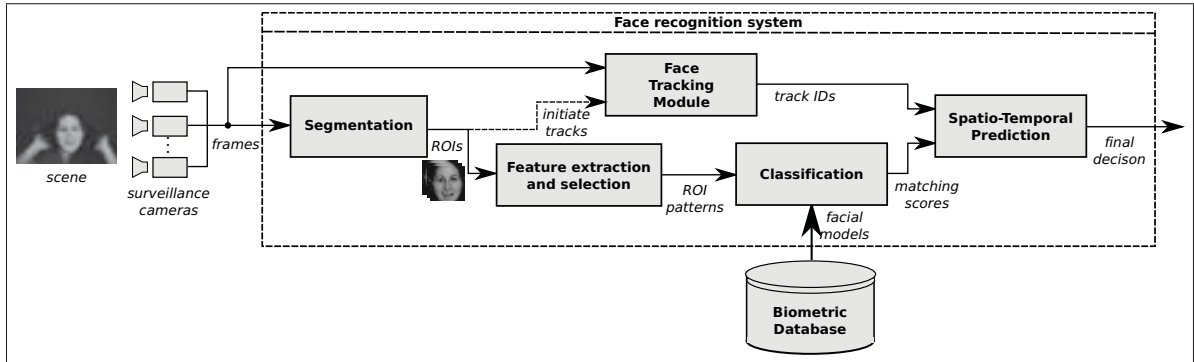 Face recognition system
scene
surveillance
cameras
frames
Segmentation
ROIs
initiate
tracks
Face
Tracking
Module
track IDs
Feature extraction
and selection
ROI
patterns
Classification
matching
scores
facial
models
Biometric
Database
Spatio-Temporal
Prediction
final
decison